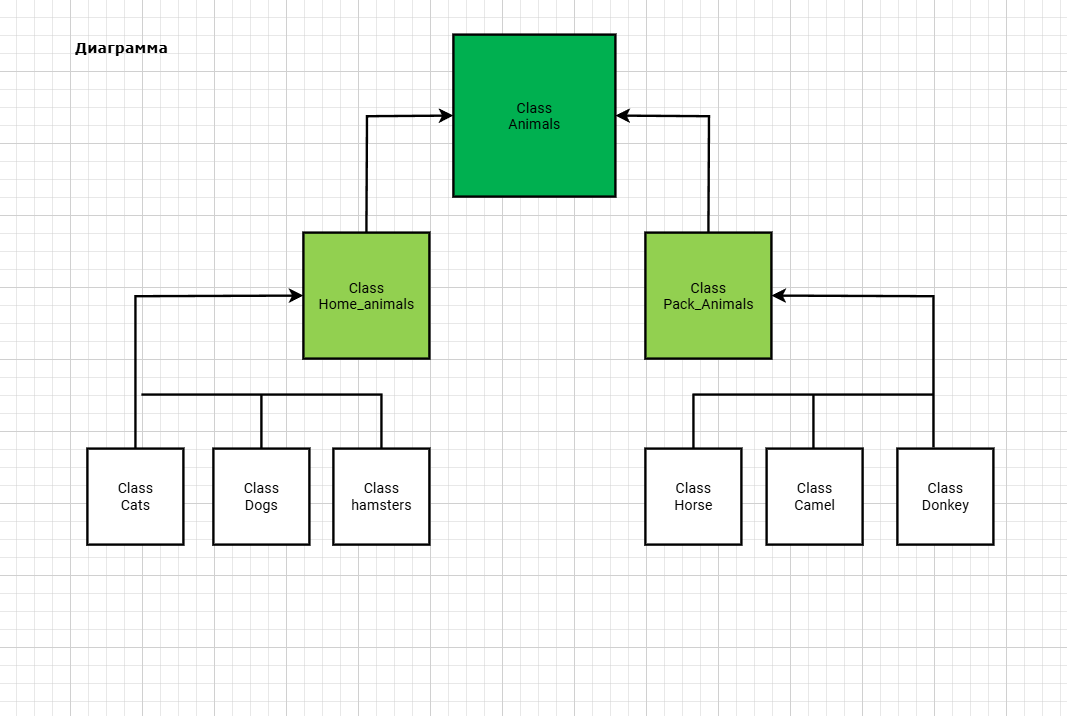 Диаграмма
Class
Animals
Class
Home_animals
Class
Pack_Animals
Class
Cats
Class
Dogs
Class
hamsters
Class
Horse
Class
Camel
Class
Donkey